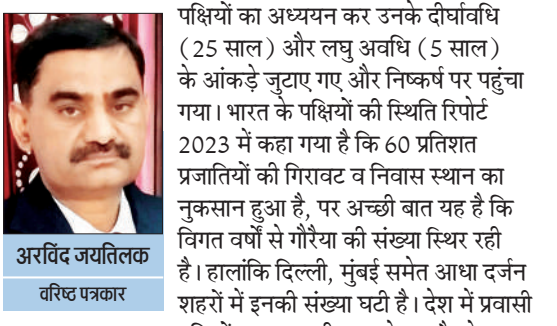 पक्षियों का अध्ययन कर उनके दीर्घावधि
(25 साल) और लघु अवधि (5 साल)
के आंकड़े जुटाए गए और निष्कर्ष पर पहुंचा
गया। भारत के पक्षियों की स्थिति रिपोर्ट
2023 में कहा गया है कि 60 प्रतिशत
प्रजातियों की गिरावट व निवास स्थान का
नुकसान हुआ है, पर अच्छी बात यह है कि
विगत वर्षों से गौरैया की संख्या स्थिर रही
है। हालांकि दिल्ली, मुंबई समेत आधा दर्जन
शहरों में इनकी संख्या घटी है। देश में प्रवासी
अरविंद जयतिलक
वरिष्ठ पत्रकार